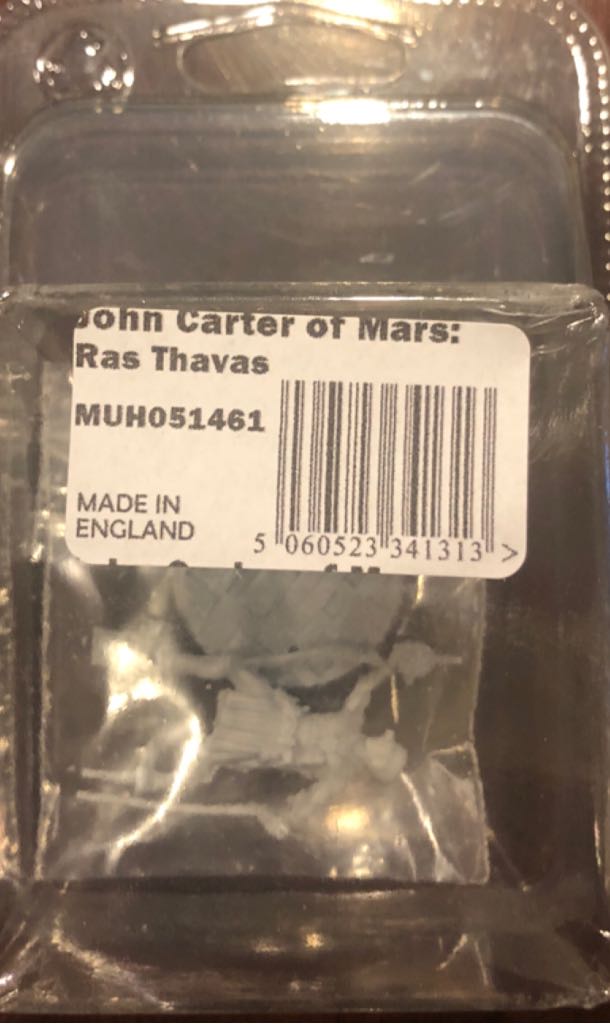 John Carter of Mars:
Ras Thavas
MUH051461
MADE IN
ENGLAND
5 060523 341313 >